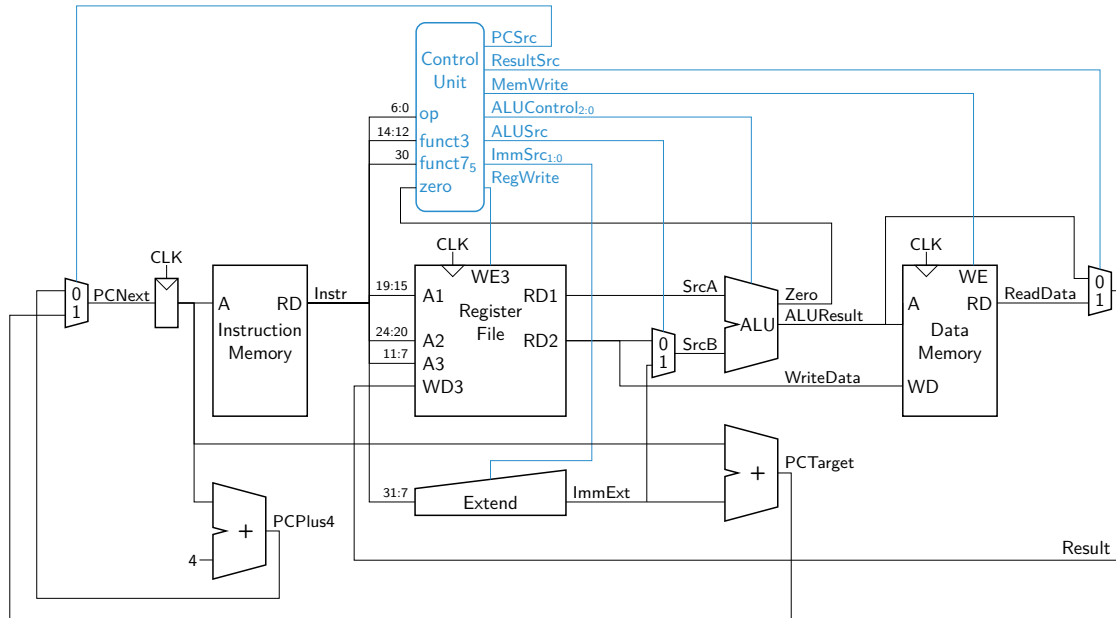 PCSrc
Control
Unit
ResultSrc
MemWrite
6:0
op
ALUControl2:0
14:12
funct3
ALUSrc
30
funct75
ImmSrc1:0
zero
RegWrite
CLK
CLK
CLK
0
1
PCNext
A
RD
Instr
Instruction
Memory
19:15
A1
WE3
RD1
Register
File
24:20
A2
RD2
11:7
A3
WD3
SrcA
0
1
SrcB
ALU
Zero
ALUResult
WriteData
WE
A
RD
Data
Memory
WD
ReadData
0
1
31:7
Extend
ImmExt
+
PCTarget
+
PCPlus4
4
Result